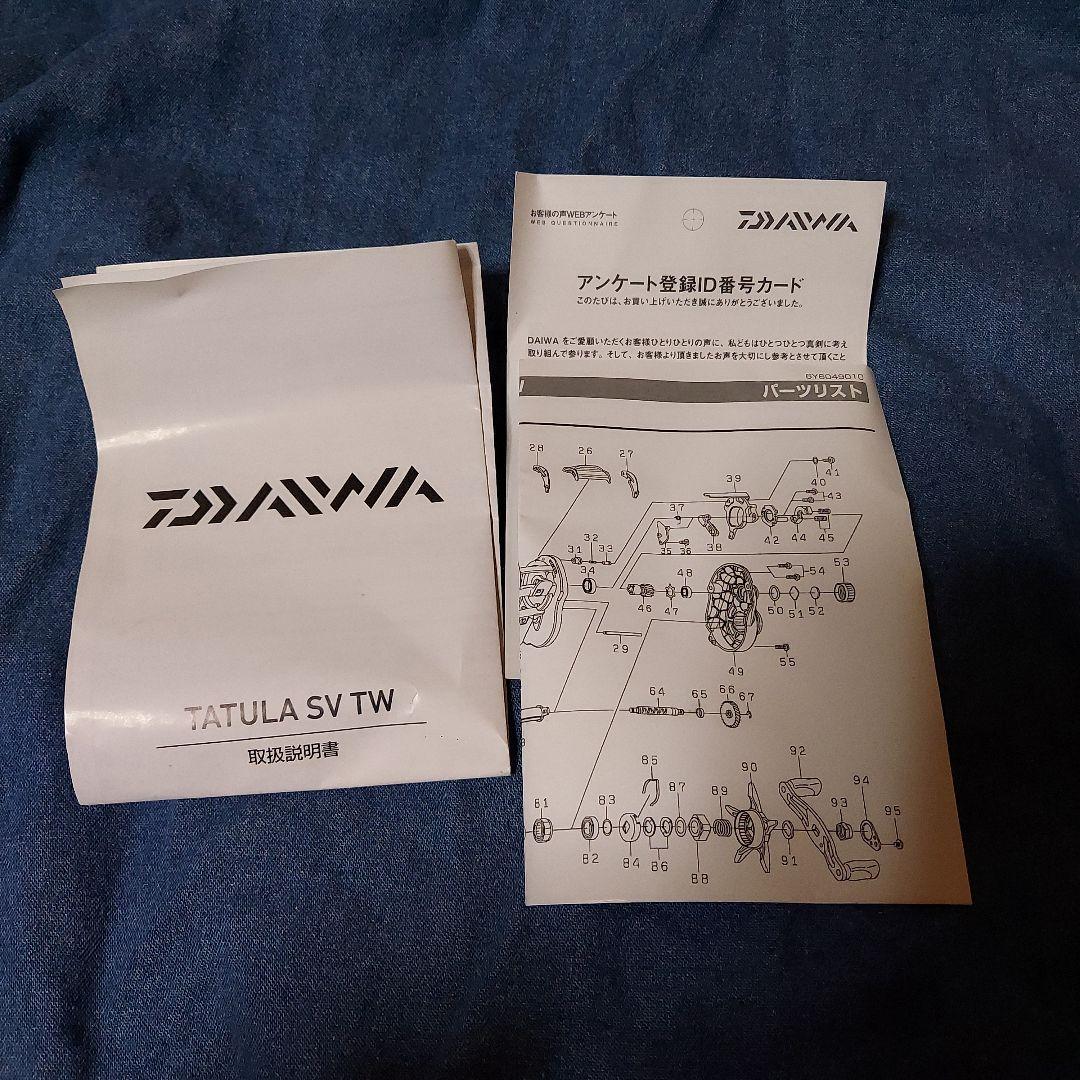 DAIWA
TATULA SV TW
取扱説明書
お客様の声WEBアンケート
WEB QUESTIONNAIRE
DAIWA
アンケート登録ID番号カード
このたびは、お買い上げいただき誠にありがとうございました。
DAIWA をご愛顧いただくお客様ひとりひとりの声に、私どもはひとつひとつ真剣に考え
取り組んで参ります。そして、お客様より頂きましたお声を大切にし参考とさせて頂くこと
6Y6049010
パーツリスト
28 26 27
39
40 41
43
37
35 36 38 42 44 45
31 32 33
34
46 47 48
54 53
50 51 52
29
49 55
64 65 66 67
81 82 83 84 85 86 87 88 89 90 91 92 93 94 95